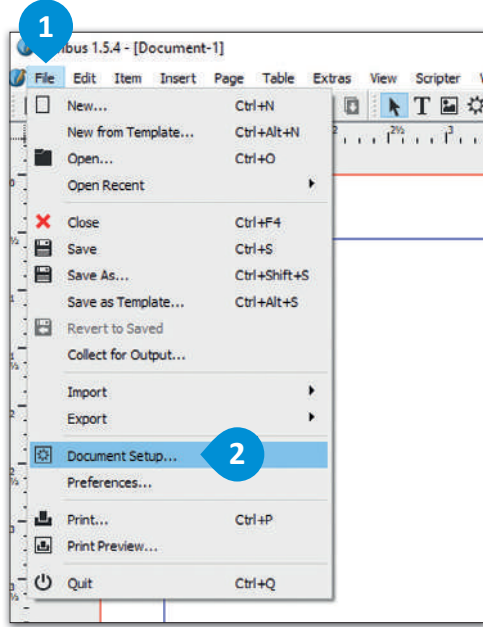 1
ibus 1.5.4 - [Document-1]
File Edit Item Insert Page Table Extras View Scripter
New... Ctrl+N
New from Template... Ctrl+Alt+N
Open... Ctrl+O
Open Recent
Close Ctrl+F4
Save Ctrl+S
Save As... Ctrl+Shift+S
Save as Template... Ctrl+Alt+S
Revert to Saved
Collect for Output...
Import
Export
Document Setup... 2
Preferences...
Print... Ctrl+P
Print Preview...
Quit Ctrl+Q